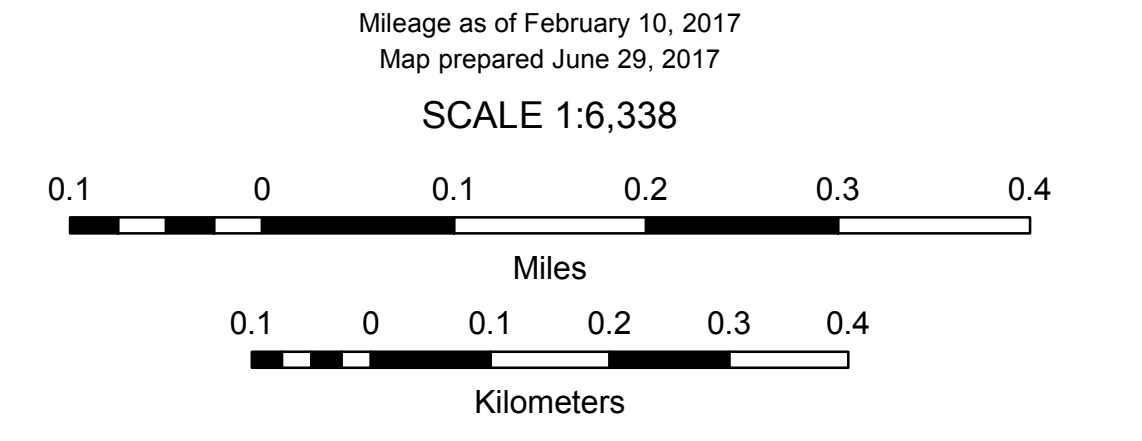 Mileage as of February 10, 2017
Map prepared June 29, 2017
SCALE 1:6,338
0.1 0 0.1 0.2 0.3 0.4
Miles
0.1 0 0.1 0.2 0.3 0.4
Kilometers